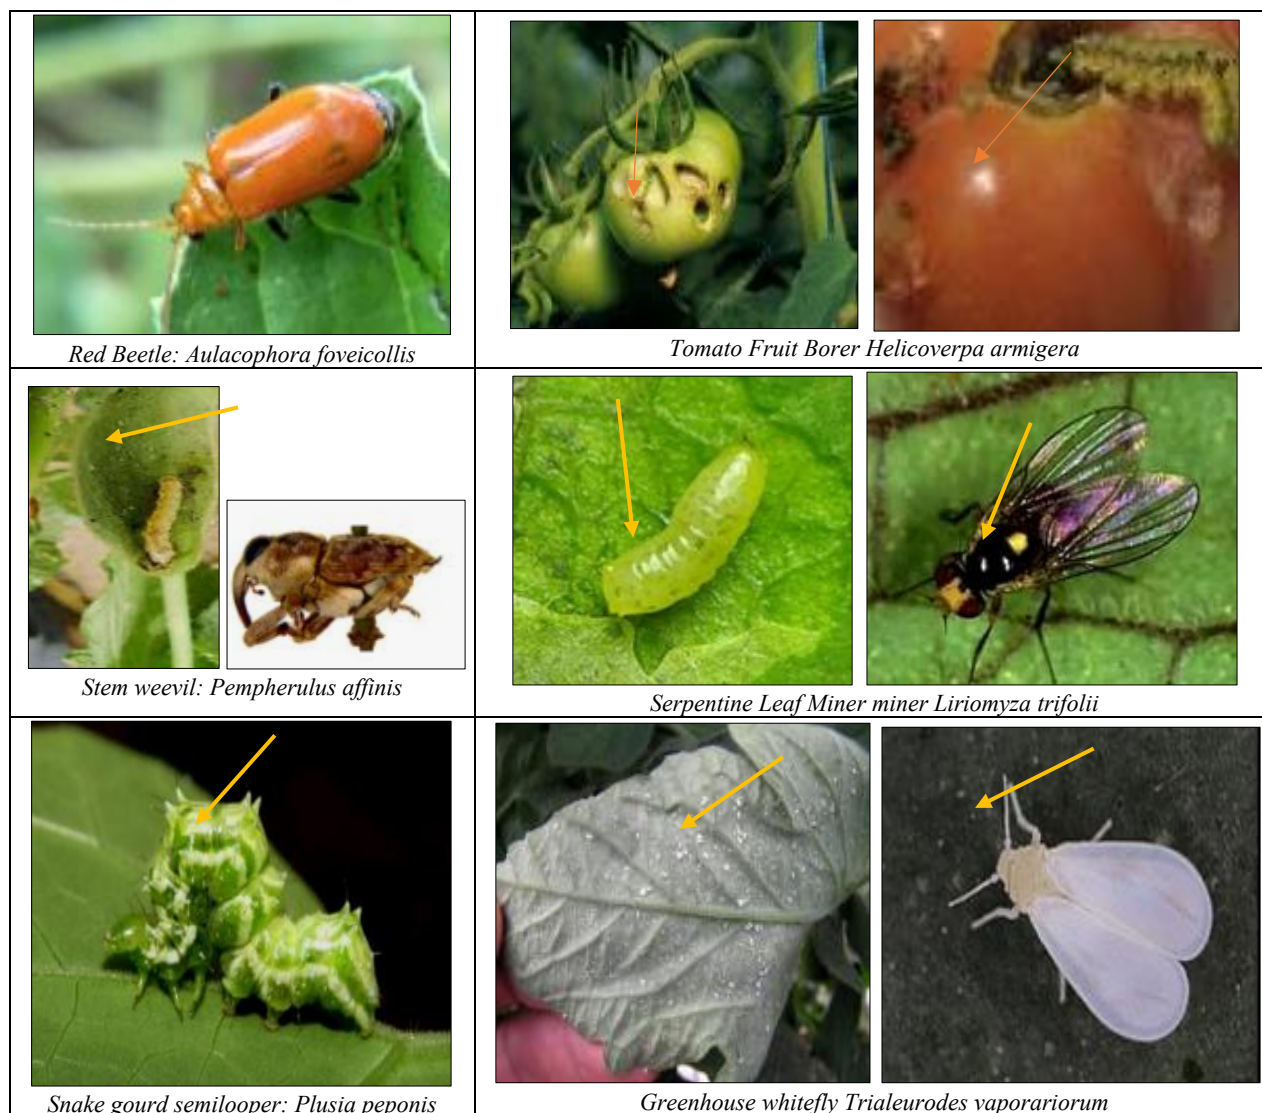 Red Beetle: Aulacophora foveicollis
Tomato Fruit Borer Helicoverpa armigera
Stem weevil: Pempherulus affinis
Serpentine Leaf Miner miner Liriomyza trifolii
Snake gourd semilooper: Plusia peponis
Greenhouse whitefly Trialeurodes vaporariorum